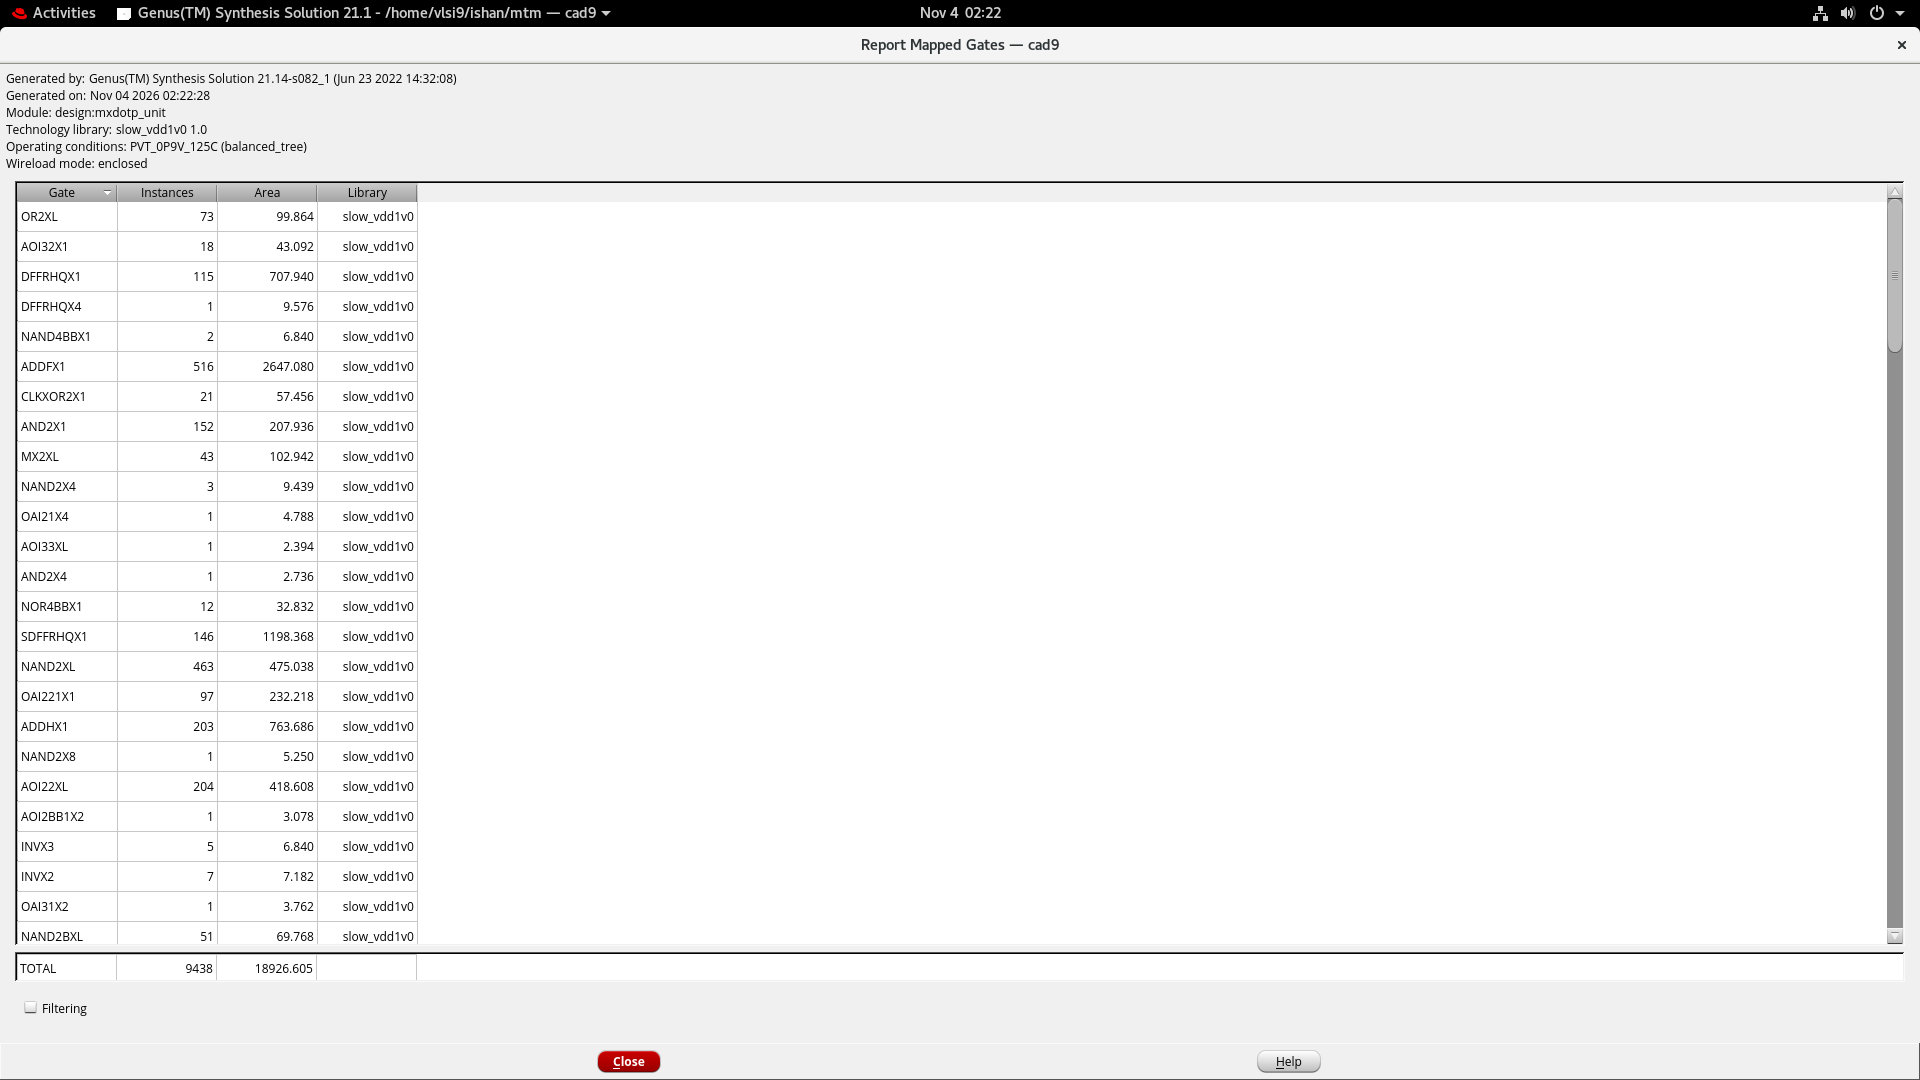 Activities Genus(TM) Synthesis Solution 21.1 - /home/vlsi9/ishan/mtm — cad9 Nov 4 02:22
Report Mapped Gates — cad9
Generated by: Genus(TM) Synthesis Solution 21.14-s082_1 (Jun 23 2022 14:32:08)
Generated on: Nov 04 2026 02:22:28
Module: design:mxdotp_unit
Technology library: slow_vdd1v0 1.0
Operating conditions: PVT_0P9V_125C (balanced_tree)
Wireload mode: enclosed
Gate Instances Area Library
OR2XL 73 99.864 slow_vdd1v0
AOI32X1 18 43.092 slow_vdd1v0
DFFRHQX1 115 707.940 slow_vdd1v0
DFFRHQX4 1 9.576 slow_vdd1v0
NAND4BBX1 2 6.840 slow_vdd1v0
ADDFX1 516 2647.080 slow_vdd1v0
CLKXOR2X1 21 57.456 slow_vdd1v0
AND2X1 152 207.936 slow_vdd1v0
MX2XL 43 102.942 slow_vdd1v0
NAND2X4 3 9.439 slow_vdd1v0
OAI21X4 1 4.788 slow_vdd1v0
AOI33XL 1 2.394 slow_vdd1v0
AND2X4 1 2.736 slow_vdd1v0
NOR4BBX1 12 32.832 slow_vdd1v0
SDFFRHQX1 146 1198.368 slow_vdd1v0
NAND2XL 463 475.038 slow_vdd1v0
OAI221X1 97 232.218 slow_vdd1v0
ADDHX1 203 763.686 slow_vdd1v0
NAND2X8 1 5.250 slow_vdd1v0
AOI22XL 204 418.608 slow_vdd1v0
AOI2BB1X2 1 3.078 slow_vdd1v0
INVX3 5 6.840 slow_vdd1v0
INVX2 7 7.182 slow_vdd1v0
OAI31X2 1 3.762 slow_vdd1v0
NAND2BXL 51 69.768 slow_vdd1v0
TOTAL 9438 18926.605
Filtering
Close Help